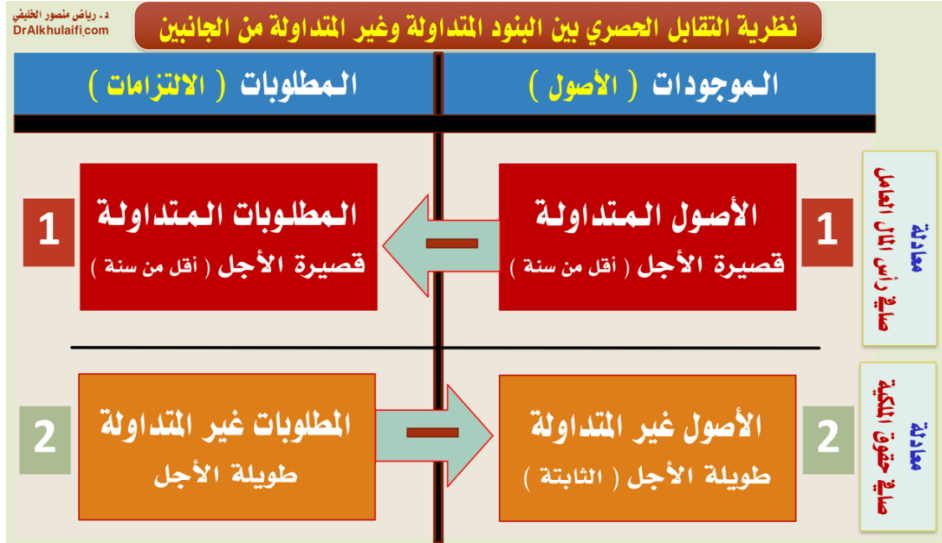 د. رياض منصور الخليفي
DrAlkhulaifi.com
نظرية التقابل الحصري بين البنود المتداولة وغير المتداولة من الجانبين
الموجودات ( الأصول )
المطلوبات ( الالتزامات )
معادلة
صافي رأس المال العامل
1
الأصول المتداولة
قصيرة الأجل ( أقل من سنة )
المطلوبات المتداولة
قصيرة الأجل ( أقل من سنة )
1
معادلة
صافي حقوق الملكية
2
الأصول غير المتداولة
طويلة الأجل ( الثابتة )
المطلوبات غير المتداولة
طويلة الأجل
2